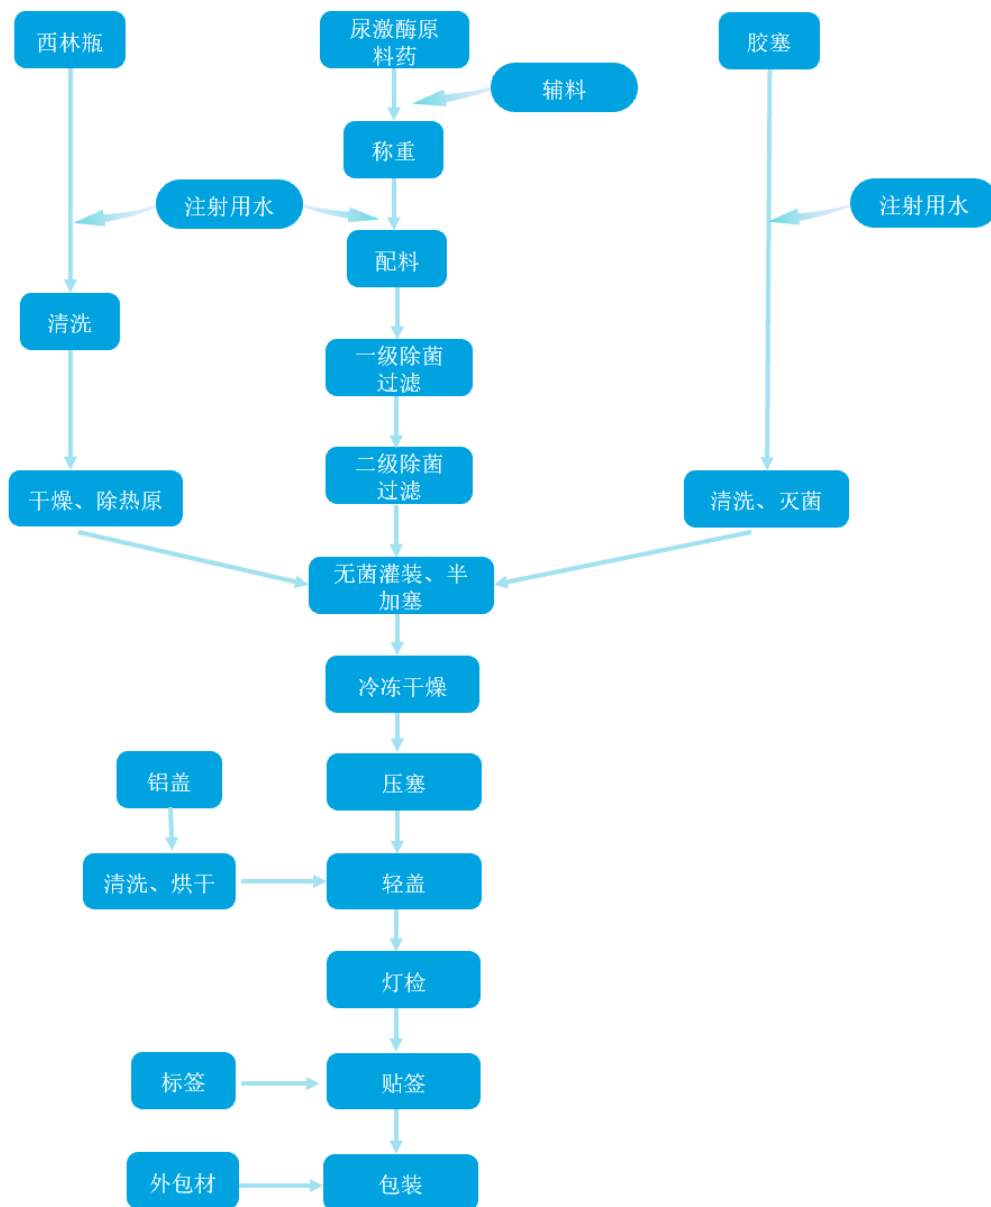 西林瓶
尿激酶原
料药
胶塞
辅料
称重
注射用水
注射用水
配料
清洗
一级除菌
过滤
二级除菌
过滤
干燥、除热原
清洗、灭菌
无菌灌装、半
加塞
冷冻干燥
铝盖
压塞
清洗、烘干
轻盖
灯检
标签
贴签
外包材
包装